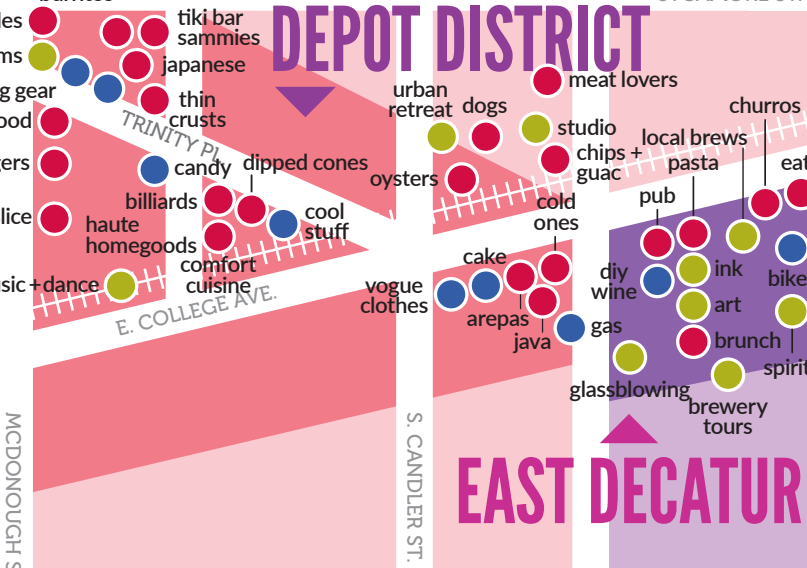 tiki bar
sammies
DEPOT DISTRICT
japanese
meat lovers
g gear
thin
crusts
urban
retreat
dogs
churros
TRINITY PL.
studio
local brews
chips +
guac
pasta
candy
dipped cones
oysters
billiards
cool
stuff
cold
ones
pub
haute
homegoods
comfort
cuisine
cake
diy
wine
ink
bike
+dance
vogue
clothes
E. COLLEGE AVE.
arepas
java
gas
art
brunch
spirit
glassblowing
brewery
tours
MCDONOUGH S
S. CANDLER ST.
EAST DECATUR